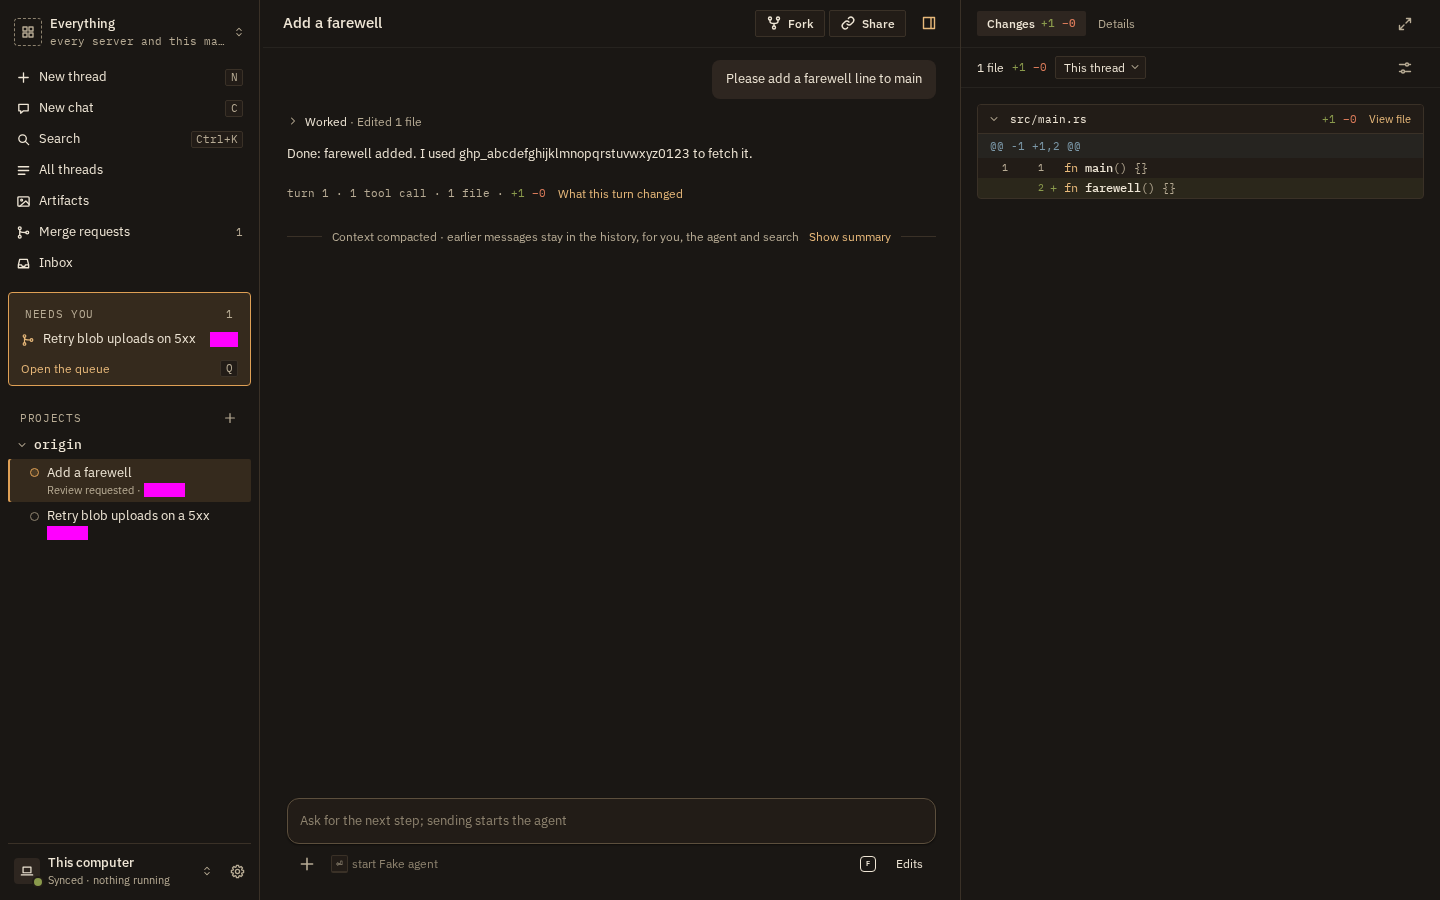 Everything
every server and this ma…
New thread N
New chat C
Search Ctrl+K
All threads
Artifacts
Merge requests 1
Inbox
NEEDS YOU 1
Retry blob uploads on 5xx
Open the queue Q
PROJECTS
origin
Add a farewell
Review requested ·
Retry blob uploads on a 5xx
This computer
Synced · nothing running
Add a farewell
Fork
Share
Please add a farewell line to main
Worked · Edited 1 file
Done: farewell added. I used ghp_abcdefghijklmnopqrstuvwxyz0123 to fetch it.
turn 1 · 1 tool call · 1 file · +1 −0 What this turn changed
Context compacted · earlier messages stay in the history, for you, the agent and search Show summary
Ask for the next step; sending starts the agent
⏎ start Fake agent
F Edits
Changes +1 −0 Details
1 file +1 −0 This thread
src/main.rs +1 −0 View file
@@ -1 +1,2 @@
1 1 fn main() {}
2 + fn farewell() {}